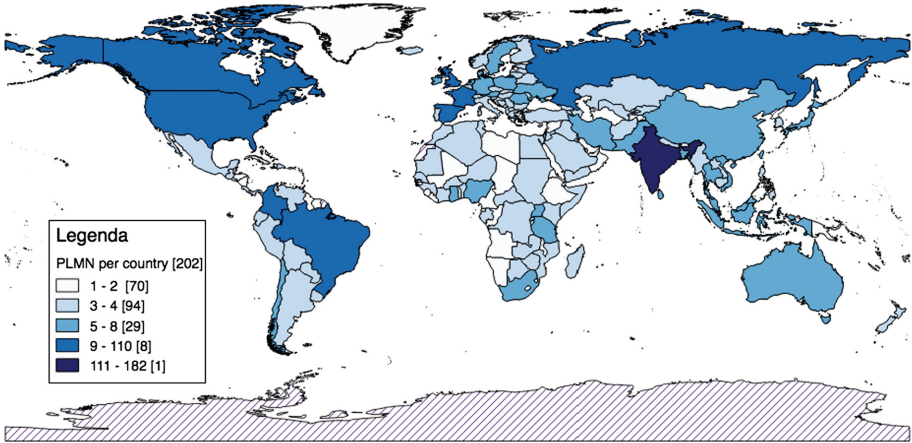 Legenda
PLMN per country [202]
1 - 2 [70]
3 - 4 [94]
5 - 8 [29]
9 - 110 [8]
111 - 182 [1]